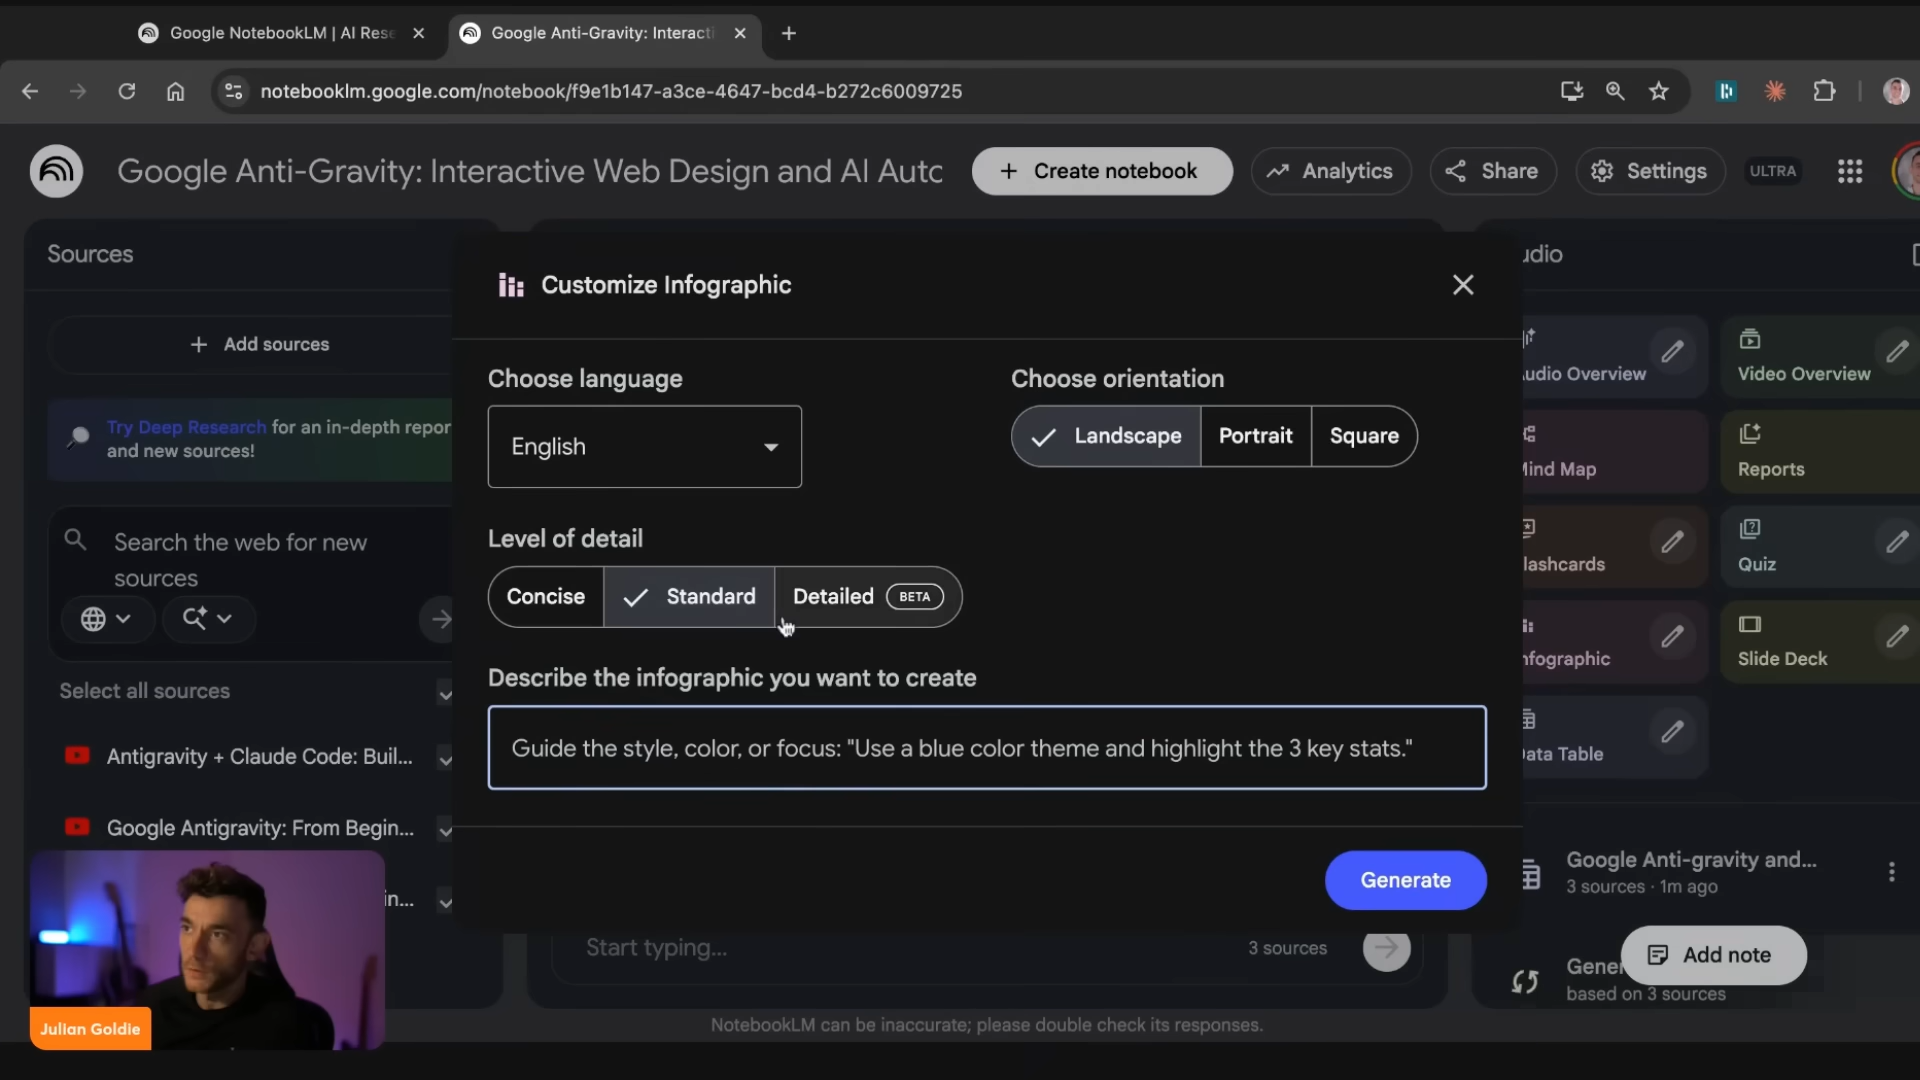 Google NotebookLM | AI Rese
Google Anti-Gravity: Interacti
notebooklm.google.com/notebook/f9e1b147-a3ce-4647-bcd4-b272c6009725
Google Anti-Gravity: Interactive Web Design and AI Auto
Create notebook
Analytics
Share
Settings
ULTRA
Sources
Add sources
Try Deep Research for an in-depth repor
and new sources!
Search the web for new
sources
Select all sources
Antigravity + Claude Code: Buil...
Google Antigravity: From Begin...
in...
Julian Goldie
Customize Infographic
Choose language
English
Choose orientation
Landscape
Portrait
Square
Level of detail
Concise
Standard
Detailed
BETA
Describe the infographic you want to create
Guide the style, color, or focus: "Use a blue color theme and highlight the 3 key stats."
Generate
Start typing...
3 sources
NotebookLM can be inaccurate; please double check its responses.
udio
udio Overview
Video Overview
Mind Map
Reports
lashcards
Quiz
nfographic
Slide Deck
ata Table
Google Anti-gravity and...
3 sources · 1m ago
Gener
based on 3 sources
Add note